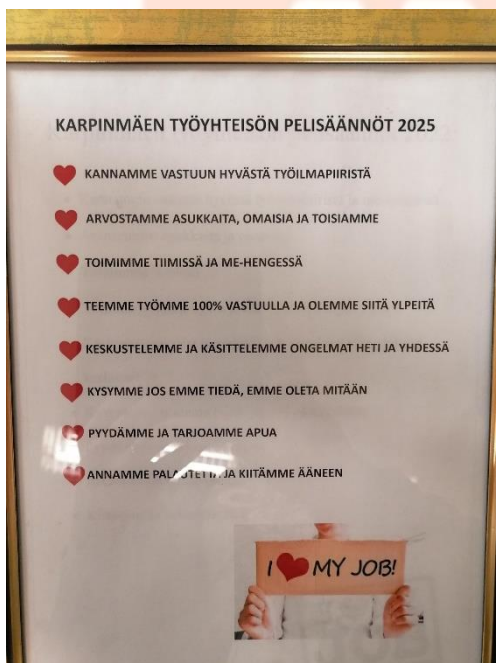 KARPINMÄEN TYÖYHTEISÖN PELISÄÄNNÖT 2025
KANNAMME VASTUUN HYVÄSTÄ TYÖILMAPIIRISTÄ
ARVOSTAMME ASUKKAITA, OMAISIA JA TOISIAMME
TOIMIMME TIIMISSÄ JA ME-HENGESSÄ
TEEMME TYÖMME 100% VASTUULLA JA OLEMME SIITÄ YLPEITÄ
KESKUSTELEMME JA KÄSITTELEMME ONGELMAT HETI JA YHDESSÄ
KYSYMME JOS EMME TIEDÄ, EMME OLETA MITÄÄN
PYYDÄMME JA TARJOAMME APUA
ANNAMME PALAUTETTA JA KIITÄMME ÄÄNEEN
I ❤ MY JOB!